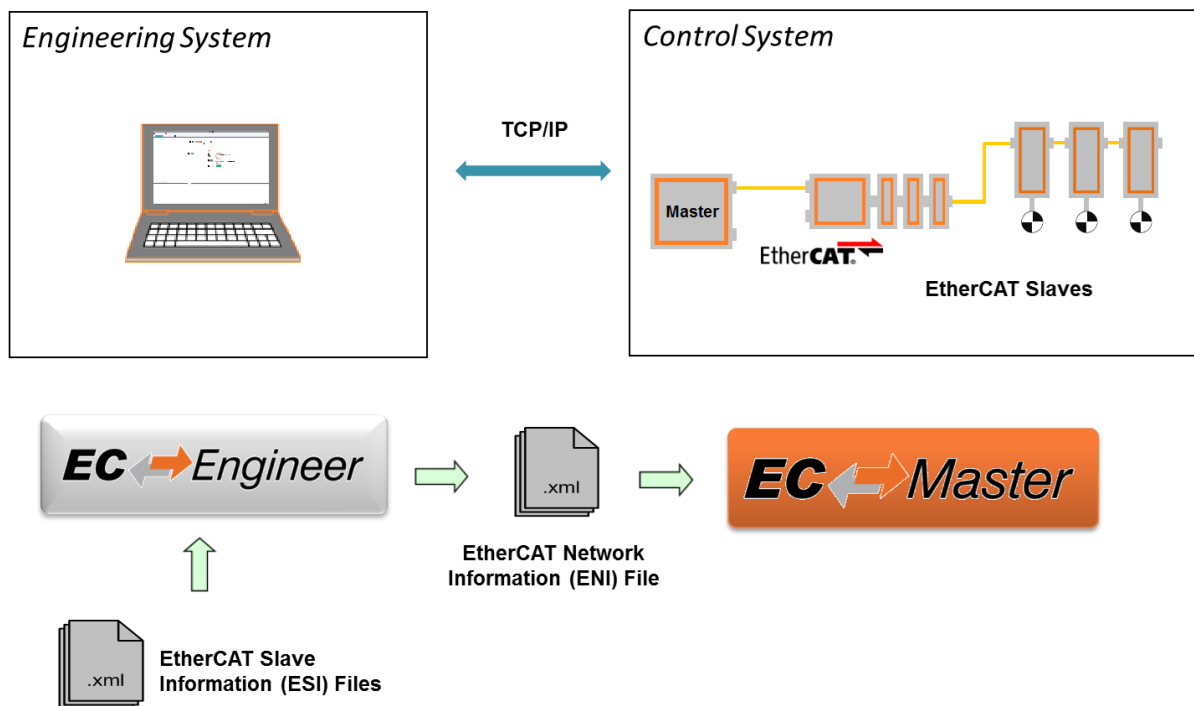 Engineering System
Control System
TCP/IP
Master
EtherCAT®
EtherCAT Slaves
EC Engineer
.xml
EC Master
EtherCAT Network
Information (ENI) File
.xml
EtherCAT Slave
Information (ESI) Files